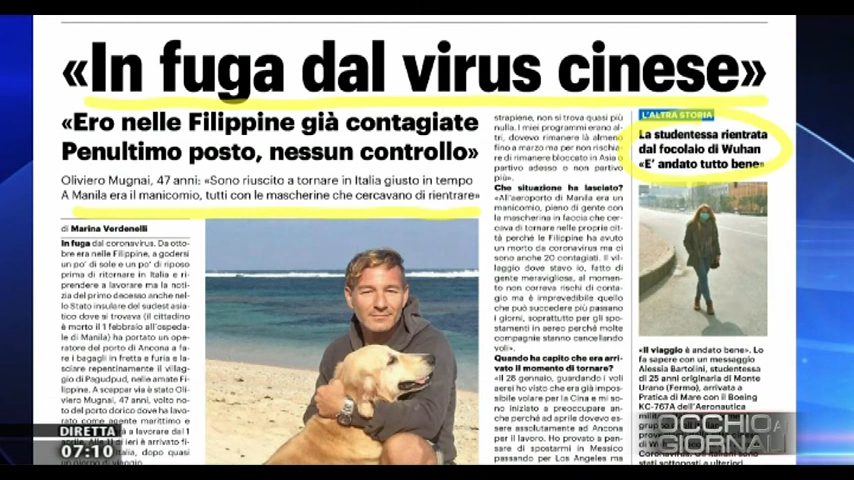 «In fuga dal virus cinese»
«Ero nelle Filippine già contagiate
Penultimo posto, nessun controllo»
Oliviero Mugnai, 47 anni: «Sono riuscito a tornare in Italia giusto in tempo
A Manila era il manicomio, tutti con le mascherine che cercavano di rientrare»
di Marina Verdenelli
In fuga dal coronavirus. Da otto-
bre era nelle Filippine, a godersi
un po' di sole e un po' di riposo
prima di ritornare in Italia e ri-
prendere a lavorare ma la notizia
del primo decesso anche nel-
lo Stato insulare del sudest asia-
tico dove si trovava (il cittadino
è morto il 1 febbraio all'ospeda-
le di Manila) ha portato un ope-
ratore del porto di Ancona a fa-
re i bagagli in fretta e furia e la-
sciare repentinamente il villag-
gio di Pagudpud, nelle amate Fi-
lippine. A scappar via è stato Oli-
viero Mugnai, 47 anni, volto no-
to del porto dorico dove ha lavo-
rato come agente marittimo e
a lavorare dal 1
ieri è arrivato
Italia, dopo quasi
strapiene, non si trova quasi più
nulla. I miei programmi erano al-
tri, dovevo rimanere là almeno
fino a marzo ma per non rischia-
re di rimanere bloccato in Asia o
partivo adesso o non partivo
più».
Che situazione ha lasciato?
«All'aeroporto di Manila era un
manicomio, pieno di gente con
la mascherina in faccia che cer-
cava di tornare nelle proprie cit-
tà perché le Filippine ha avuto
un morto da coronavirus ma ci
sono anche 20 contagiati. Il vil-
laggio dove stavo io, fatto di
gente meravigliosa, al momen-
to non correva rischi di conta-
gio ma è imprevedibile quello
che può succedere più passano
i giorni, soprattutto per gli spo-
stamenti in aereo perché molte
compagnie stanno cancellando
voli».
Quando ha capito che era arri-
vato il momento di tornare?
«Il 28 gennaio, guardando i voli
aerei ho visto che era già impos-
sibile volare per la Cina e mi so-
no iniziato a preoccupare an-
che perché ad aprile dovevo es-
sere assolutamente ad Ancona
per il lavoro. Ho provato a pen-
sare di spostarmi in Messico
passando per Los Angeles ma
L'ALTRA STORIA
La studentessa rientrata
dal focolaio di Wuhan
«E' andato tutto bene»
«Il viaggio è andato bene». Lo
fa sapere con un messaggio
Alessia Bartolini, studentessa
di 25 anni originaria di Monte
Urano (Fermo), arrivata a
Pratica di Mare con il Boeing
KC-767A dell'Aeronautica
DIRETTA
07:10
OCCHIO AI
GIORNALI